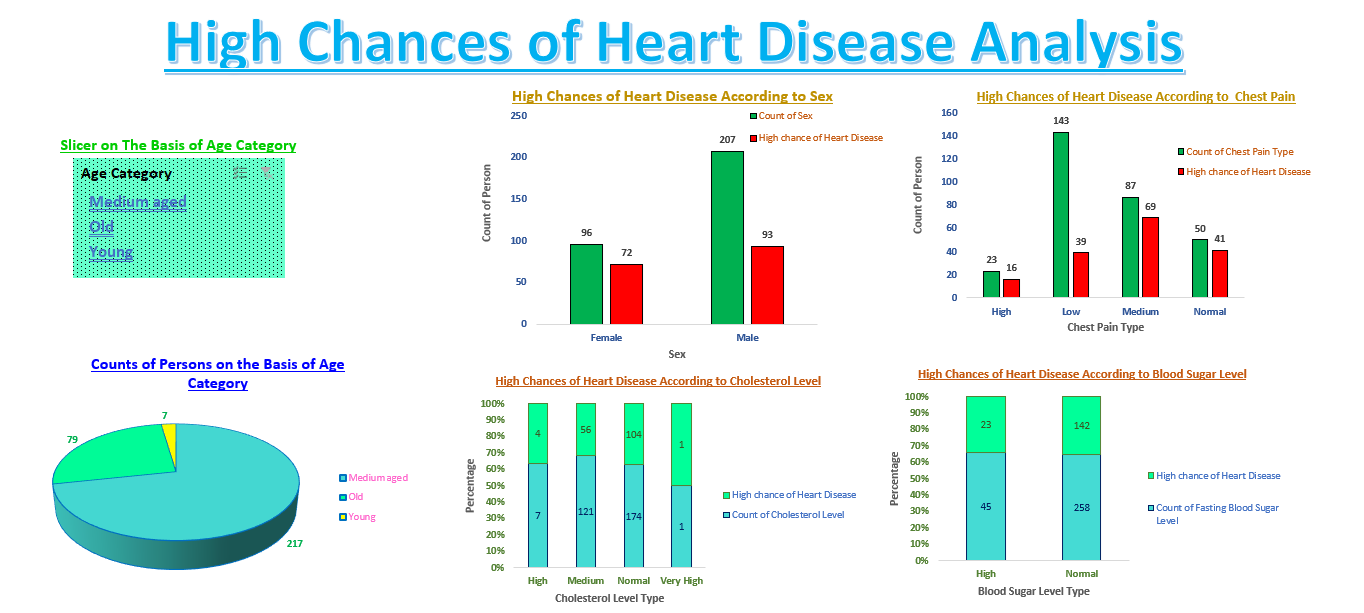 High Chances of Heart Disease Analysis
Slicer on The Basis of Age Category
Age Category
Medium aged
Old
Young
High Chances of Heart Disease According to Sex
Count of Sex
High chance of Heart Disease
Count of Person
250
200
150
100
50
0
96
72
207
93
Female
Male
Sex
High Chances of Heart Disease According to Chest Pain
Count of Chest Pain Type
High chance of Heart Disease
Count of Person
160
140
120
100
80
60
40
20
0
23
16
143
39
87
69
50
41
High
Low
Medium
Normal
Chest Pain Type
Counts of Persons on the Basis of Age
Category
7
79
217
Medium aged
Old
Young
High Chances of Heart Disease According to Cholesterol Level
Percentage
100%
90%
80%
70%
60%
50%
40%
30%
20%
10%
0%
4
56
104
1
7
121
174
1
High
Medium
Normal
Very High
Cholesterol Level Type
High chance of Heart Disease
Count of Cholesterol Level
High Chances of Heart Disease According to Blood Sugar Level
Percentage
100%
90%
80%
70%
60%
50%
40%
30%
20%
10%
0%
23
142
45
258
High
Normal
Blood Sugar Level Type
High chance of Heart Disease
Count of Fasting Blood Sugar
Level